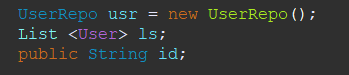 UserRepo usr = new UserRepo();
List <User> ls;
public String id;